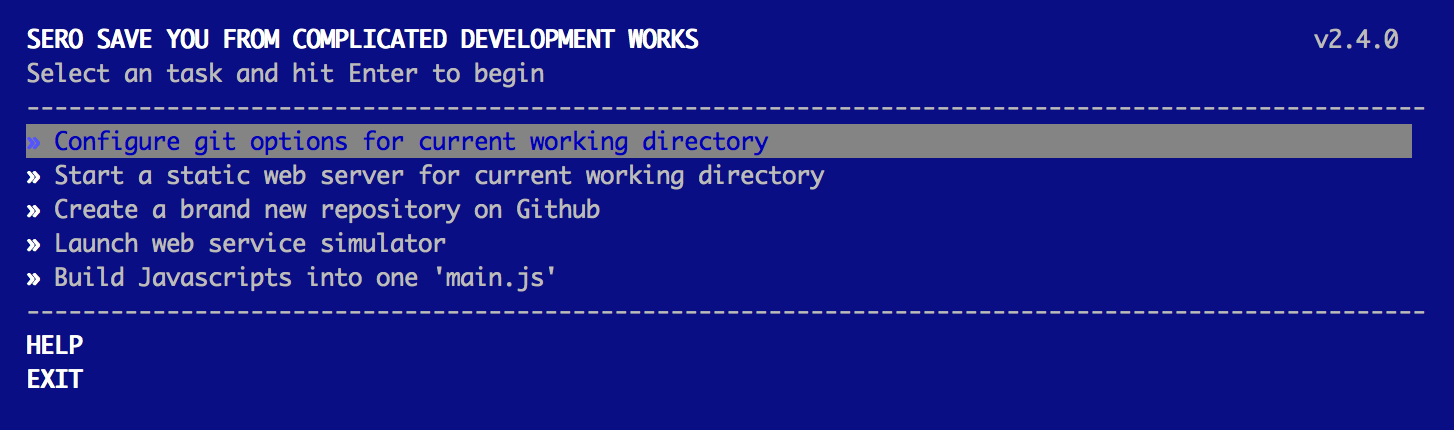 SERO SAVE YOU FROM COMPLICATED DEVELOPMENT WORKS v2.4.0
Select an task and hit Enter to begin
----------------------------------------------------------------------------------------------------
» Configure git options for current working directory
» Start a static web server for current working directory
» Create a brand new repository on Github
» Launch web service simulator
» Build Javascripts into one 'main.js'
----------------------------------------------------------------------------------------------------
HELP
EXIT